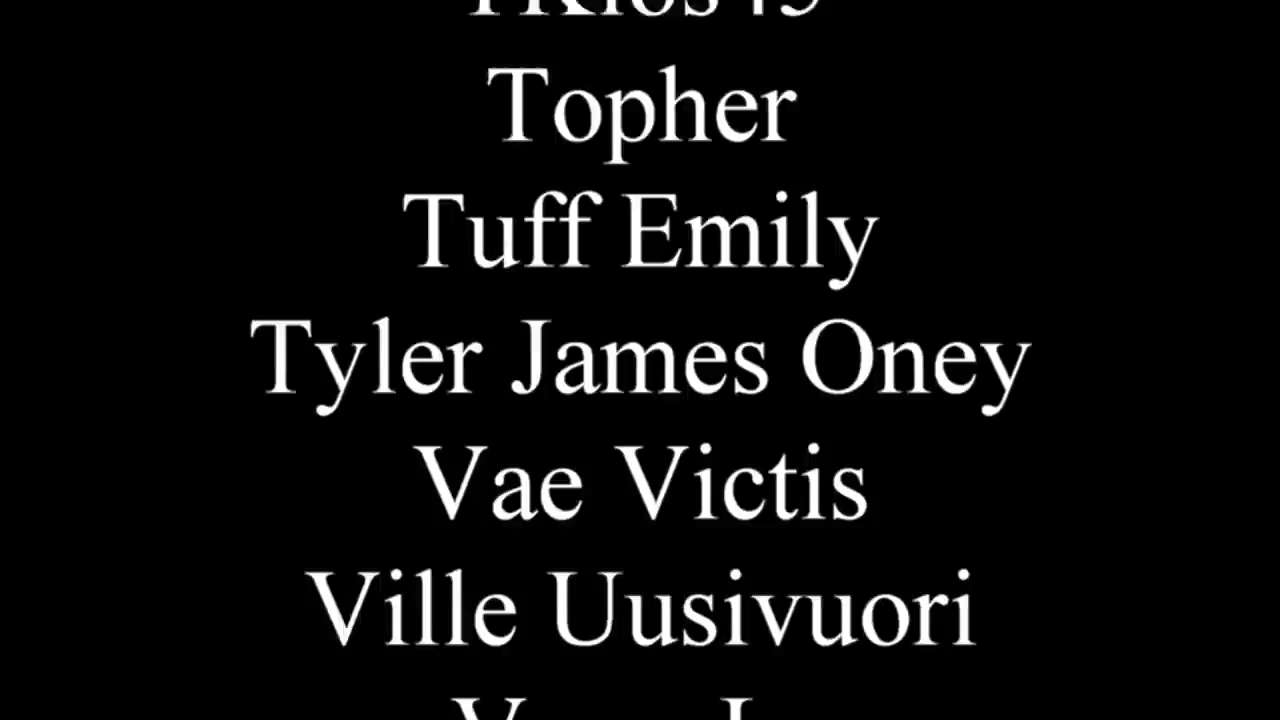 Topher
Tuff Emily
Tyler James Oney
Vae Victis
Ville Uusivuori